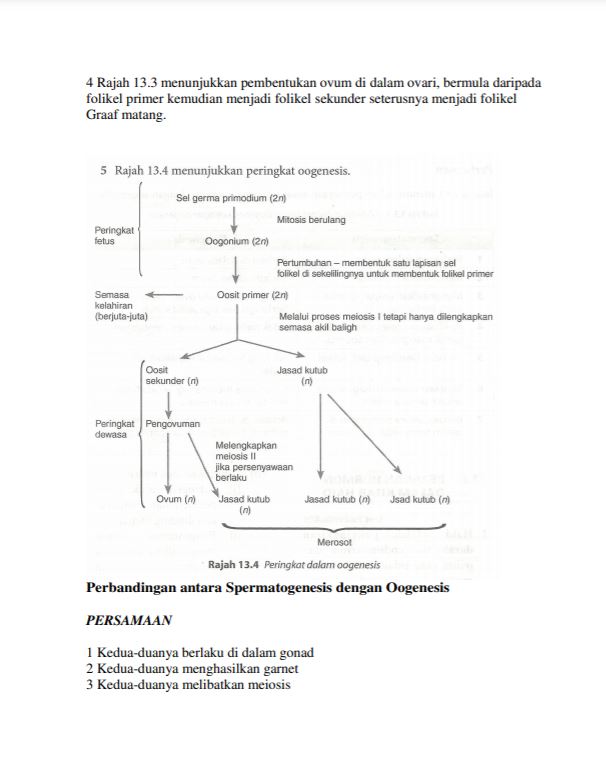 4 Rajah 13.3 menunjukkan pembentukan ovum di dalam ovari, bermula daripada
folikel primer kemudian menjadi folikel sekunder seterusnya menjadi folikel
Graaf matang.
5 Rajah 13.4 menunjukkan peringkat oogenesis.
Sel germa primodium (2n)
Mitosis berulang
Peringkat
fetus
Oogonium (2n)
Pertumbuhan – membentuk satu lapisan sel
folikel di sekelilingnya untuk membentuk folikel primer
Semasa
kelahiran
(berjuta-juta)
Oosit primer (2n)
Melalui proses meiosis I tetapi hanya dilengkapkan
semasa akil baligh
Oosit
sekunder (n)
Jasad kutub
(n)
Peringkat
dewasa
Pengovuman
Melengkapkan
meiosis II
jika persenyawaan
berlaku
Ovum (n)
Jasad kutub
(n)
Jasad kutub (n)
Jsad kutub (n)
Merosot
Rajah 13.4 Peringkat dalam oogenesis
Perbandingan antara Spermatogenesis dengan Oogenesis
PERSAMAAN
1 Kedua-duanya berlaku di dalam gonad
2 Kedua-duanya menghasilkan garnet
3 Kedua-duanya melibatkan meiosis